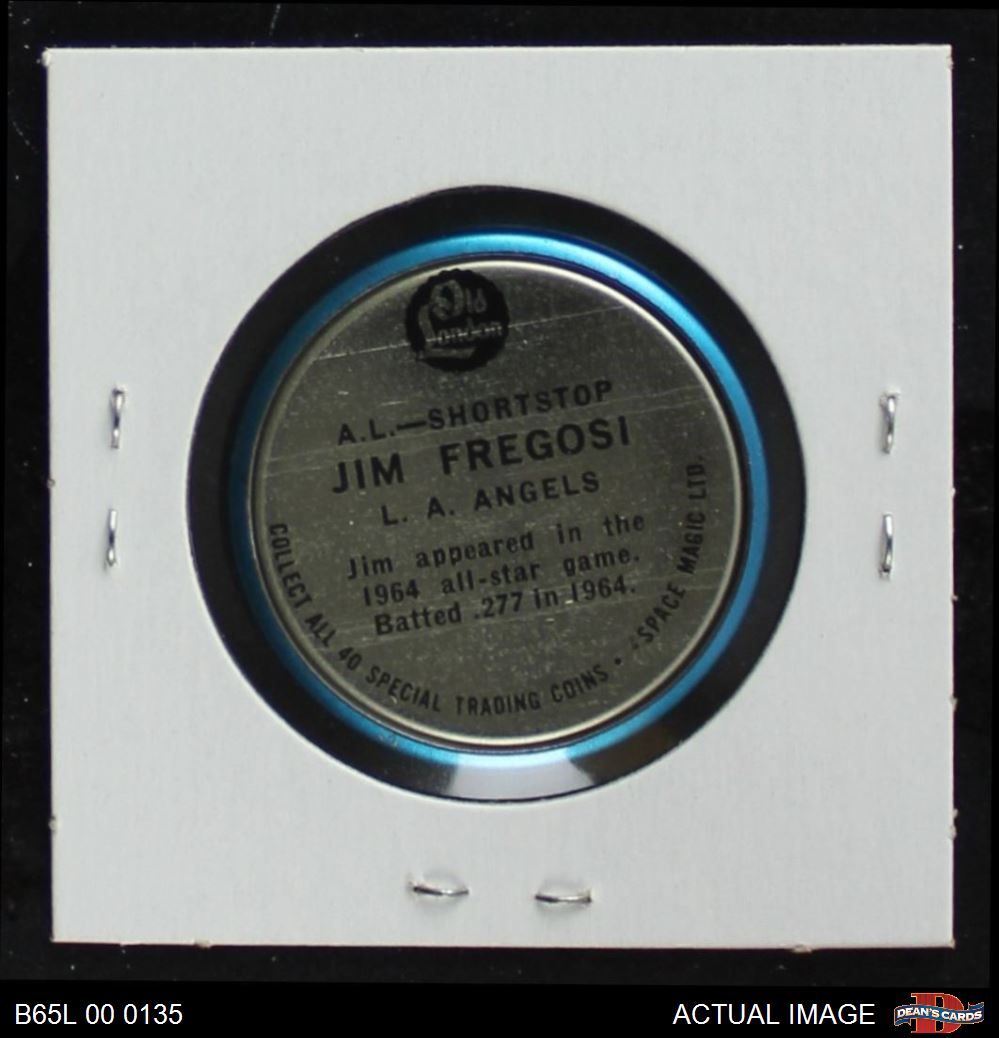 Old
London
A.L.—SHORTSTOP
JIM FREGOSI
L. A. ANGELS
Jim appeared in the
1964 all-star game.
Batted .277 in 1964.
COLLECT ALL 40 SPECIAL TRADING COINS • SPACE MAGIC LTD.
B65L 00 0135
ACTUAL IMAGE
DEAN'S CARDS